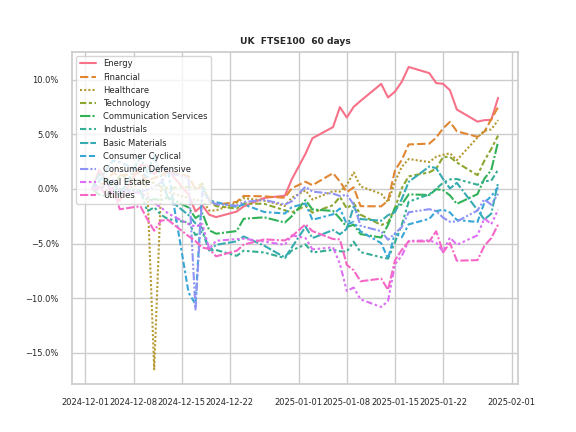 UK FTSE100 60 days
Energy
Financial
Healthcare
Technology
Communication Services
Industrials
Basic Materials
Consumer Cyclical
Consumer Defensive
Real Estate
Utilities
10.0%
5.0%
0.0%
−5.0%
−10.0%
−15.0%
2024-12-01 2024-12-08 2024-12-15 2024-12-22 2025-01-01 2025-01-08 2025-01-15 2025-01-22 2025-02-01